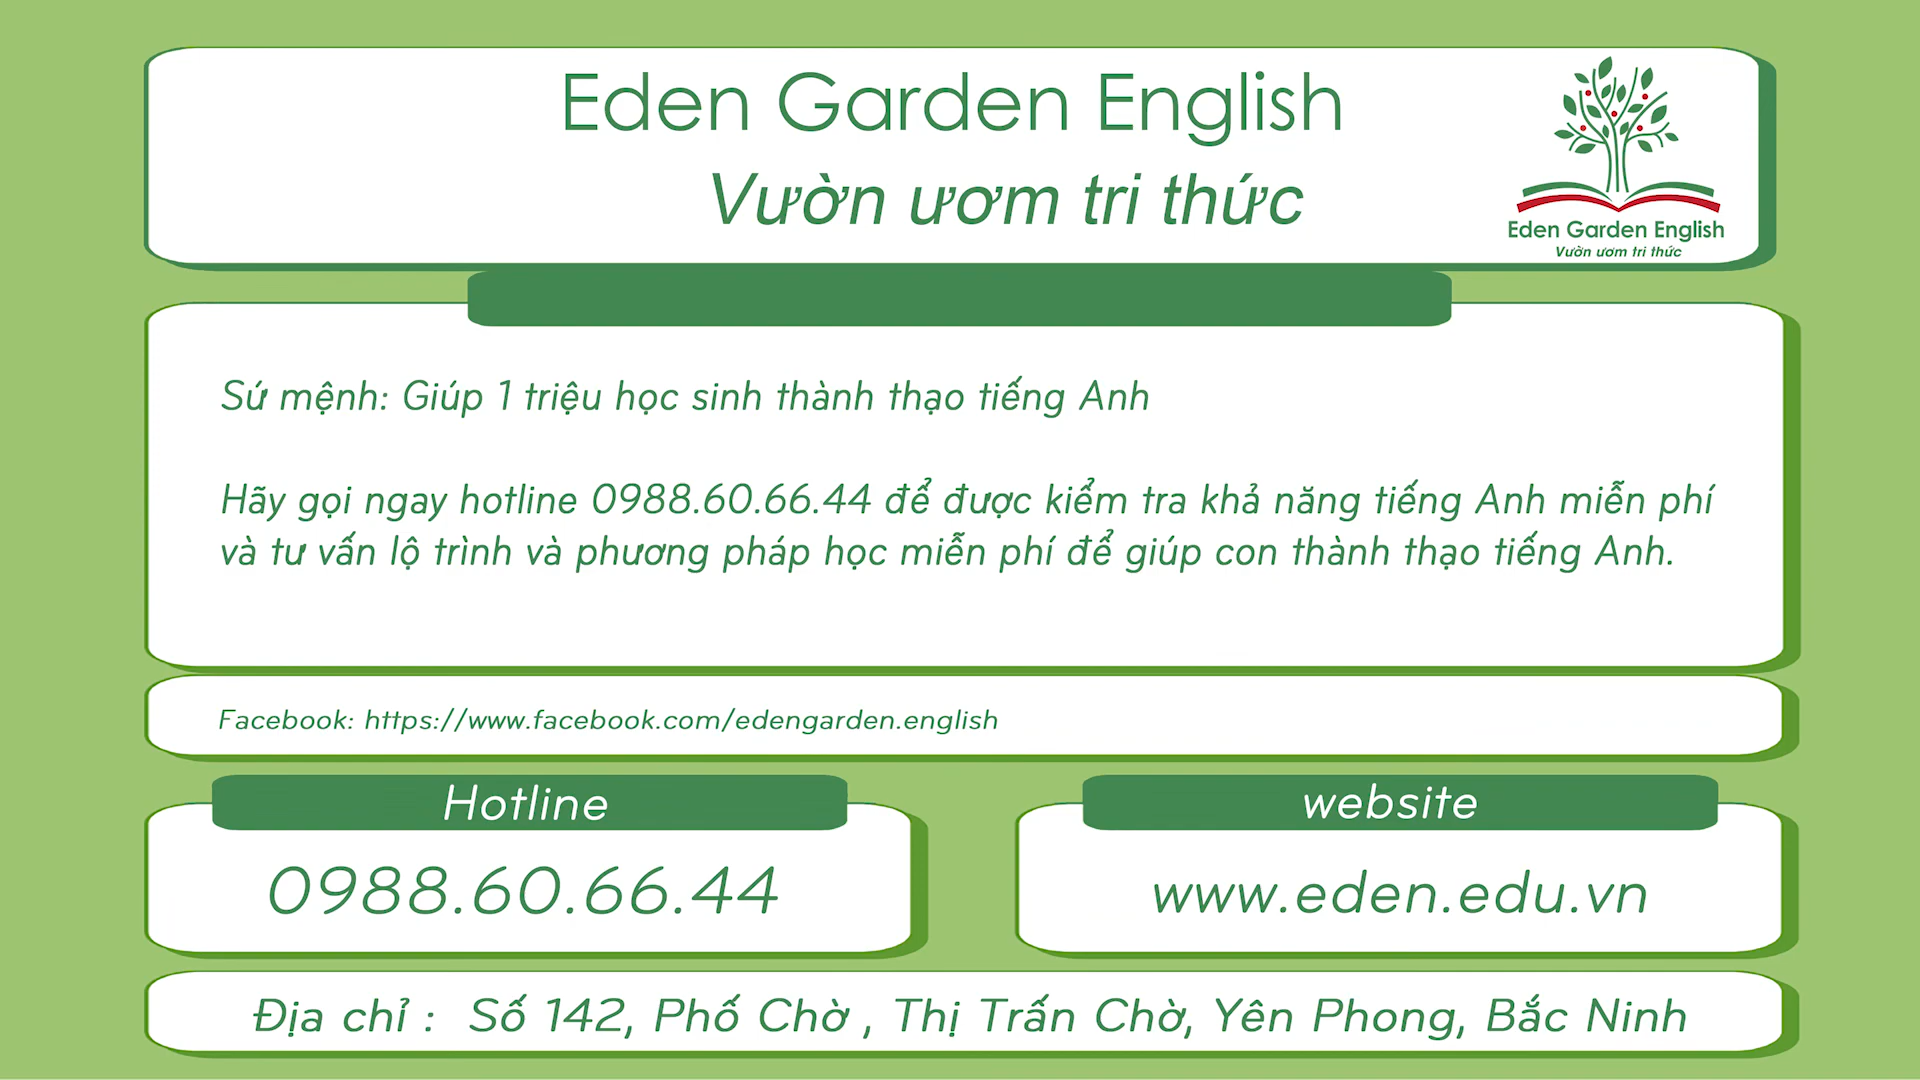 Eden Garden English
Vườn ươm tri thức
Eden Garden English
Vườn ươm tri thức
Sứ mệnh: Giúp 1 triệu học sinh thành thạo tiếng Anh
Hãy gọi ngay hotline 0988.60.66.44 để được kiểm tra khả năng tiếng Anh miễn phí
và tư vấn lộ trình và phương pháp học miễn phí để giúp con thành thạo tiếng Anh.
Facebook: https://www.facebook.com/edengarden.english
Hotline
0988.60.66.44
website
www.eden.edu.vn
Địa chỉ : Số 142, Phố Chờ , Thị Trấn Chờ, Yên Phong, Bắc Ninh